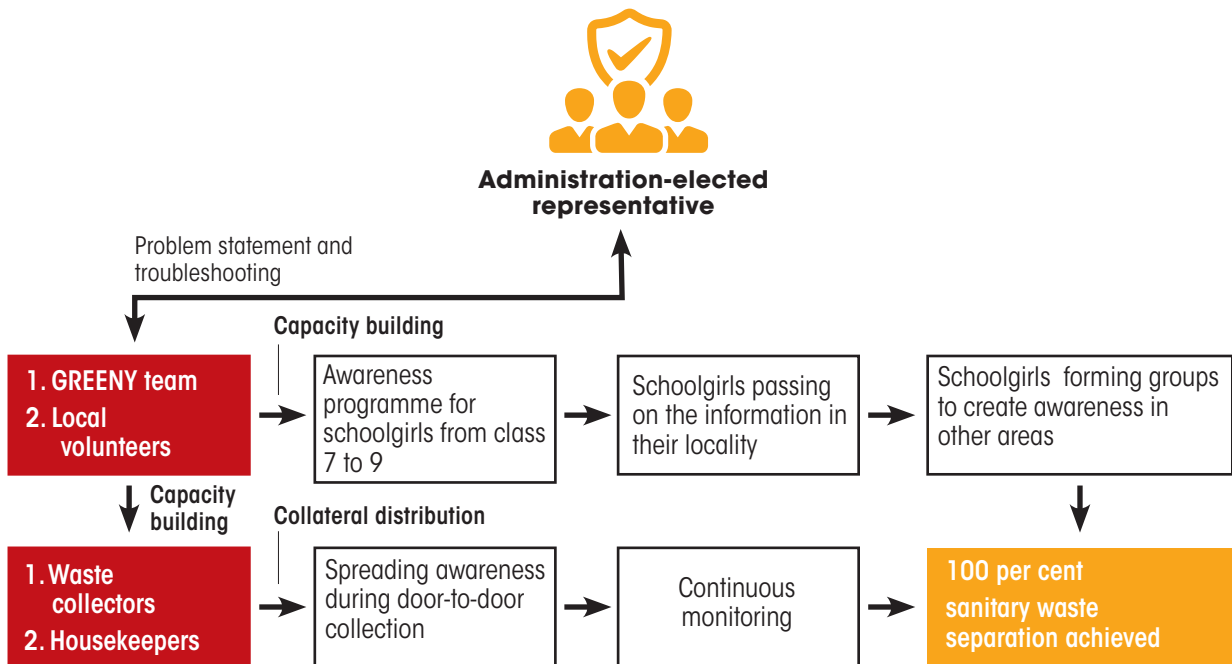 Administration-elected
representative
Problem statement and
troubleshooting
Capacity building
1. GREENY team
2. Local
volunteers
Awareness
programme for
schoolgirls from class
7 to 9
Schoolgirls passing
on the information in
their locality
Schoolgirls forming groups
to create awareness in
other areas
Capacity
building
Collateral distribution
1. Waste
collectors
2. Housekeepers
Spreading awareness
during door-to-door
collection
Continuous
monitoring
100 per cent
sanitary waste
separation achieved